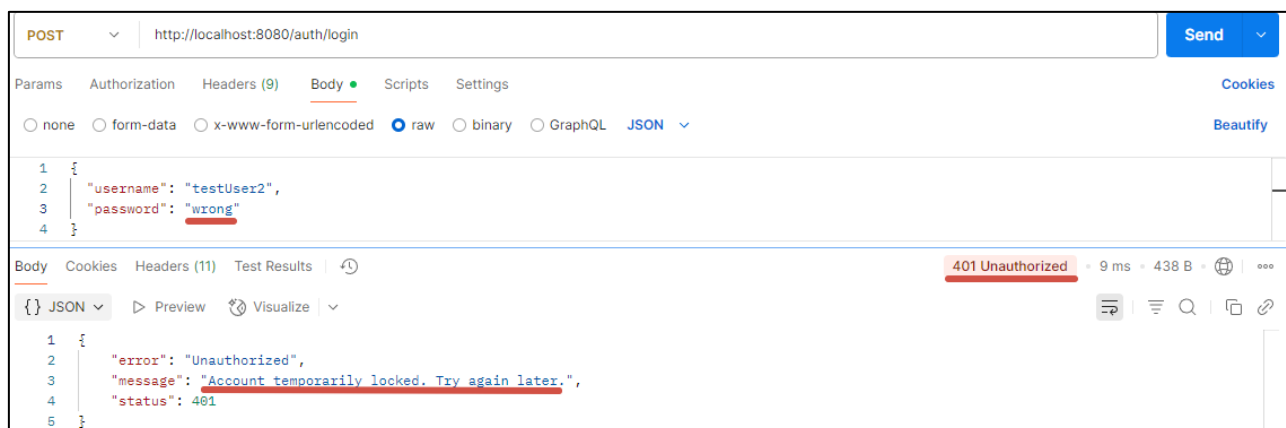 POST http://localhost:8080/auth/login Send
Params Authorization Headers (9) Body Scripts Settings Cookies
none form-data x-www-form-urlencoded raw binary GraphQL JSON Beautify
1 {
2 "username": "testUser2",
3 "password": "wrong"
4 }
Body Cookies Headers (11) Test Results 401 Unauthorized 9 ms 438 B
{} JSON Preview Visualize
1 {
2 "error": "Unauthorized",
3 "message": "Account temporarily locked. Try again later.",
4 "status": 401
5 }